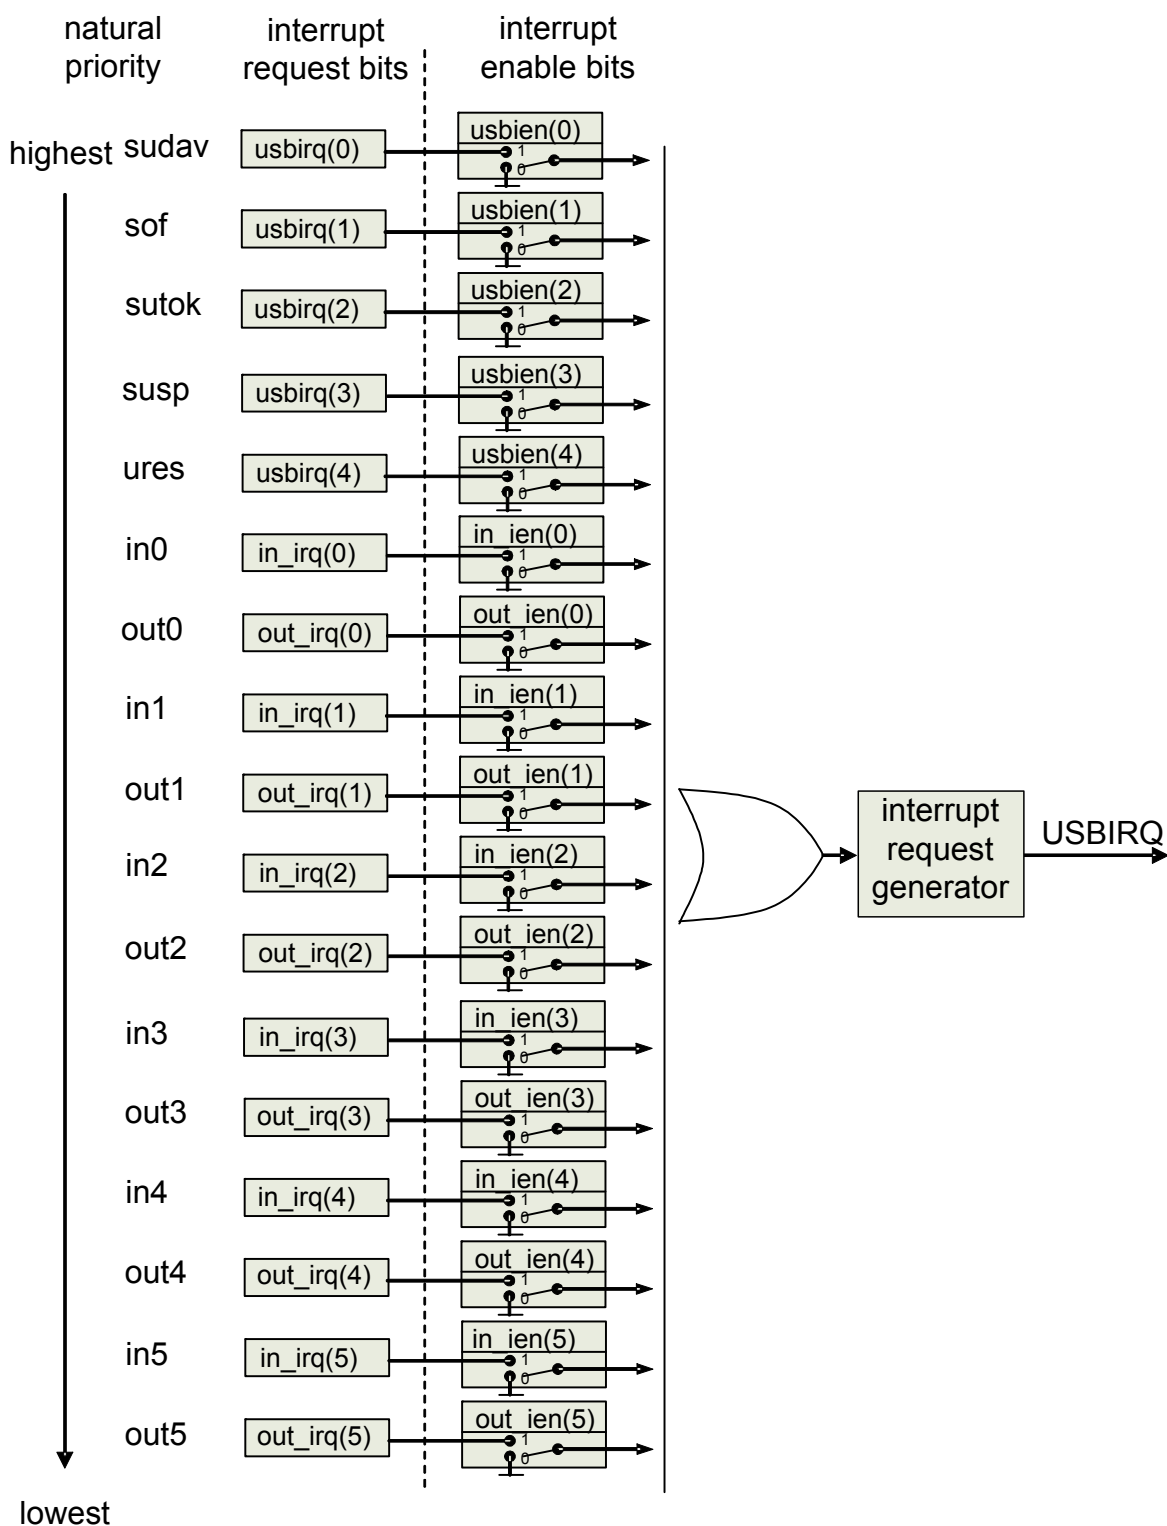 natural priority
interrupt request bits
interrupt enable bits
highest
sudav
usbirq(0)
usbien(0)
1
0
sof
usbirq(1)
usbien(1)
1
0
sutok
usbirq(2)
usbien(2)
1
0
susp
usbirq(3)
usbien(3)
1
0
ures
usbirq(4)
usbien(4)
1
0
in0
in_irq(0)
in_ien(0)
1
0
out0
out_irq(0)
out_ien(0)
1
0
in1
in_irq(1)
in_ien(1)
1
0
out1
out_irq(1)
out_ien(1)
1
0
in2
in_irq(2)
in_ien(2)
1
0
out2
out_irq(2)
out_ien(2)
1
0
in3
in_irq(3)
in_ien(3)
1
0
out3
out_irq(3)
out_ien(3)
1
0
in4
in_irq(4)
in_ien(4)
1
0
out4
out_irq(4)
out_ien(4)
1
0
in5
in_irq(5)
in_ien(5)
1
0
out5
out_irq(5)
out_ien(5)
1
0
lowest
interrupt
request
generator
USBIRQ